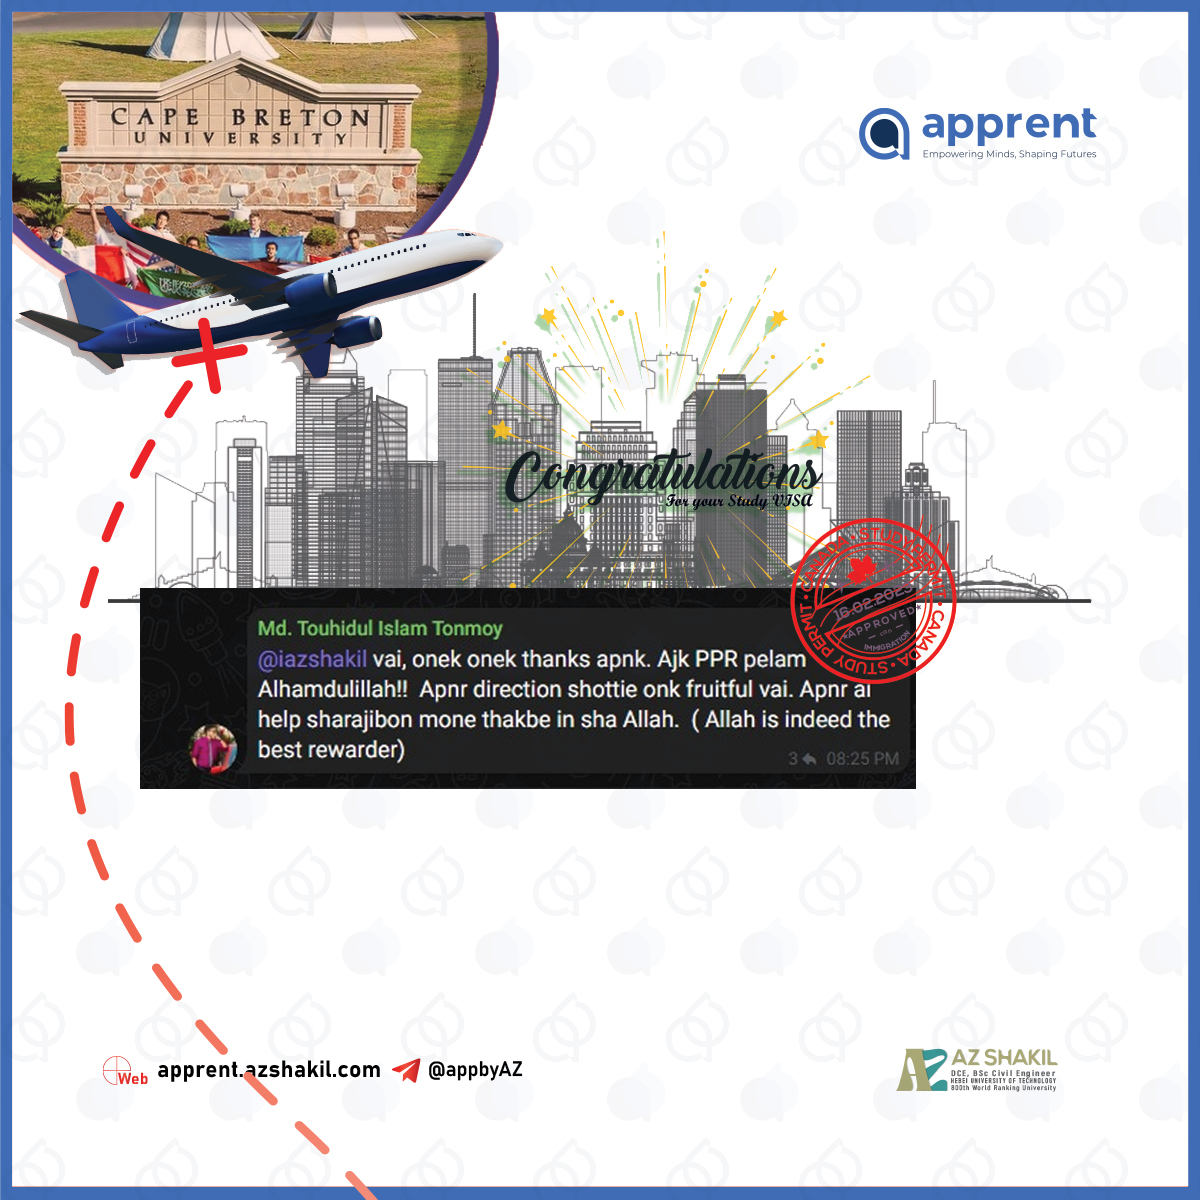 CAPE BRETON
UNIVERSITY
apprent
Empowering Minds, Shaping Futures
Congratulations
For your Study VISA
Md. Touhidul Islam Tonmoy
@iazshakil vai, onek onek thanks apnk. Ajk PPR pelam
Alhamdulillah!! Apnr direction shottie onk fruitful vai. Apnr ai
help sharajibon mone thakbe in sha Allah. ( Allah is indeed the
best rewarder)
3 08:25 PM
STUDY PERMIT • CANADA • STUDY PERMIT •
APPROVED
IMMIGRATION
Web apprent.azshakil.com @appbyAZ
AZ SHAKIL
DCE, BSc Civil Engineer
HEBEI UNIVERSITY OF TECHNOLOGY
800th World Ranking University